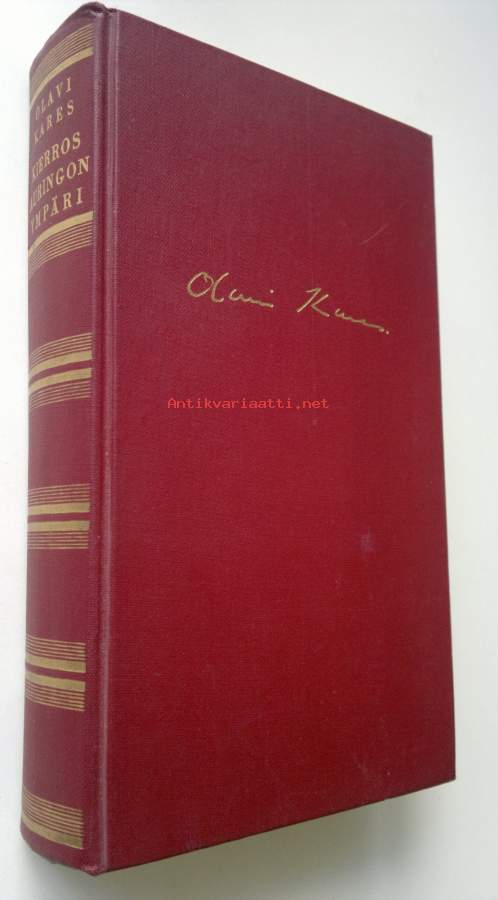 OLAVI
KARES
KIERROS
AURINGON
YMPÄRI
Olavi Kares.
Antikvariaatti.net